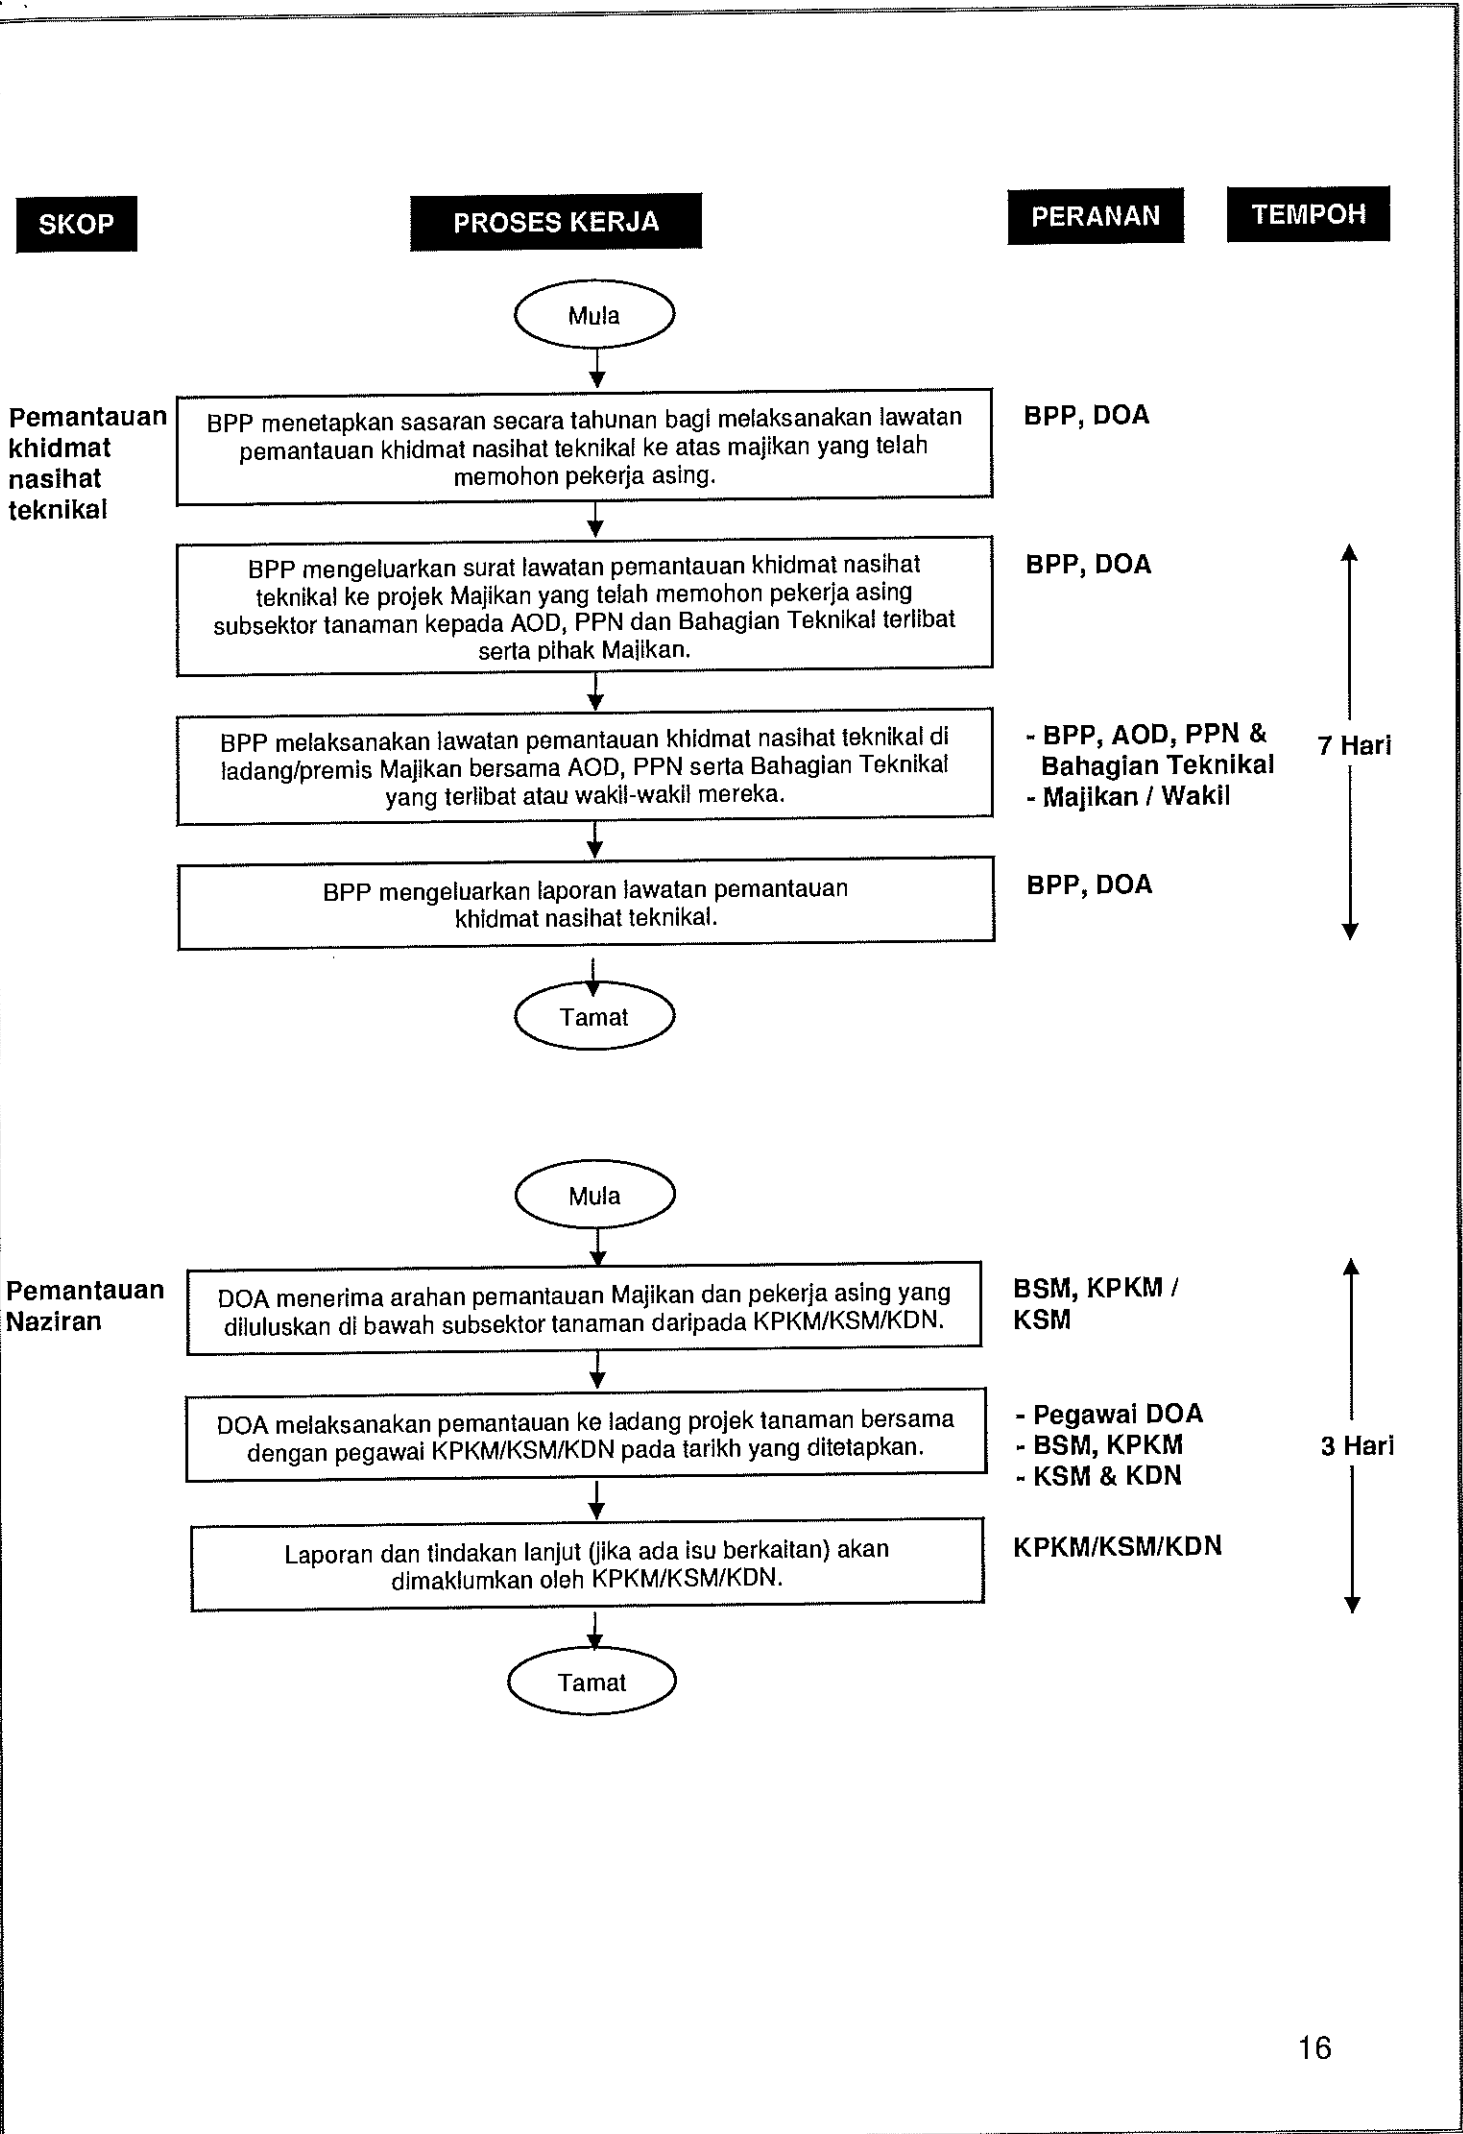 SKOP
PROSES KERJA
PERANAN
TEMPOH
Mula
Pemantauan
khidmat
nasihat
teknikal
BPP menetapkan sasaran secara tahunan bagi melaksanakan lawatan
pemantauan khidmat nasihat teknikal ke atas majikan yang telah
memohon pekerja asing.
BPP, DOA
BPP mengeluarkan surat lawatan pemantauan khidmat nasihat
teknikal ke projek Majikan yang telah memohon pekerja asing
subsektor tanaman kepada AOD, PPN dan Bahagian Teknikal terlibat
serta pihak Majikan.
BPP, DOA
BPP melaksanakan lawatan pemantauan khidmat nasihat teknikal di
ladang/premis Majikan bersama AOD, PPN serta Bahagian Teknikal
yang terlibat atau wakil-wakil mereka.
- BPP, AOD, PPN &
Bahagian Teknikal
- Majikan / Wakil
7 Hari
BPP mengeluarkan laporan lawatan pemantauan
khidmat nasihat teknikal.
BPP, DOA
Tamat
Mula
Pemantauan
Naziran
DOA menerima arahan pemantauan Majikan dan pekerja asing yang
diluluskan di bawah subsektor tanaman daripada KPKM/KSM/KDN.
BSM, KPKM /
KSM
DOA melaksanakan pemantauan ke ladang projek tanaman bersama
dengan pegawai KPKM/KSM/KDN pada tarikh yang ditetapkan.
- Pegawai DOA
- BSM, KPKM
- KSM & KDN
3 Hari
Laporan dan tindakan lanjut (jika ada isu berkaitan) akan
dimaklumkan oleh KPKM/KSM/KDN.
KPKM/KSM/KDN
Tamat
16